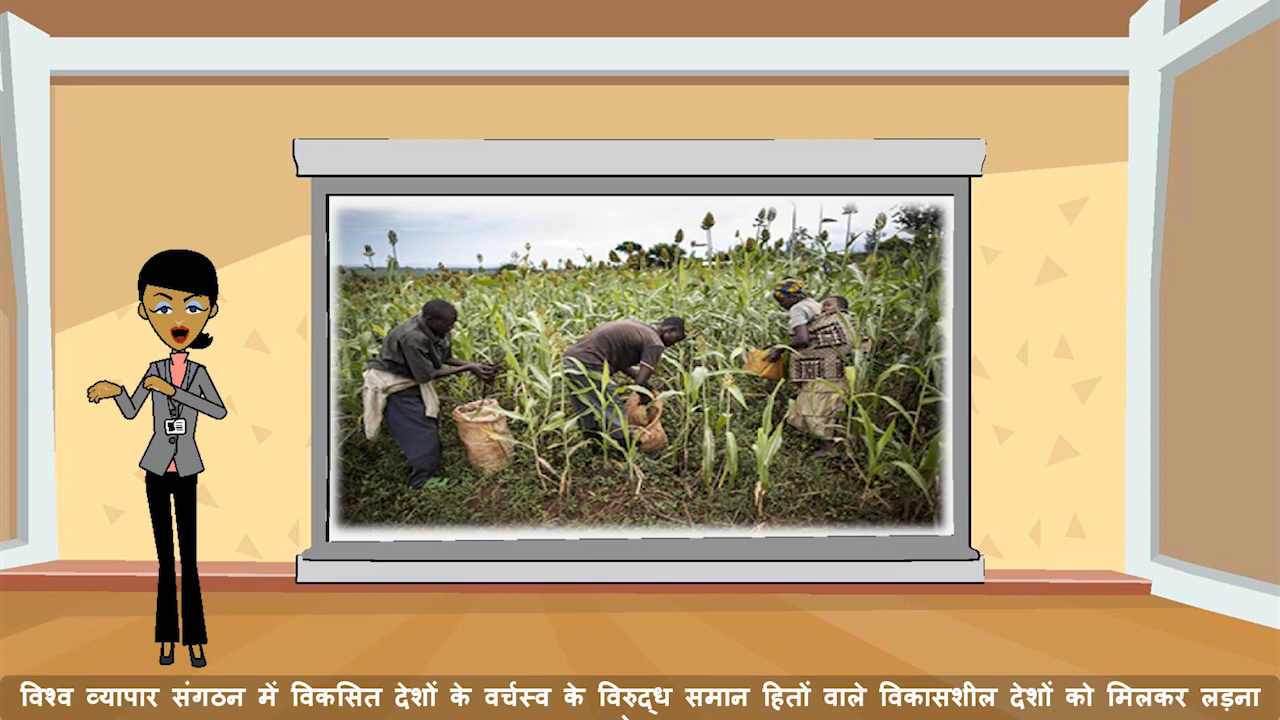 विश्व व्यापार संगठन में विकसित देशों के वर्चस्व के विरुद्ध समान हितों वाले विकासशील देशों को मिलकर लड़ना